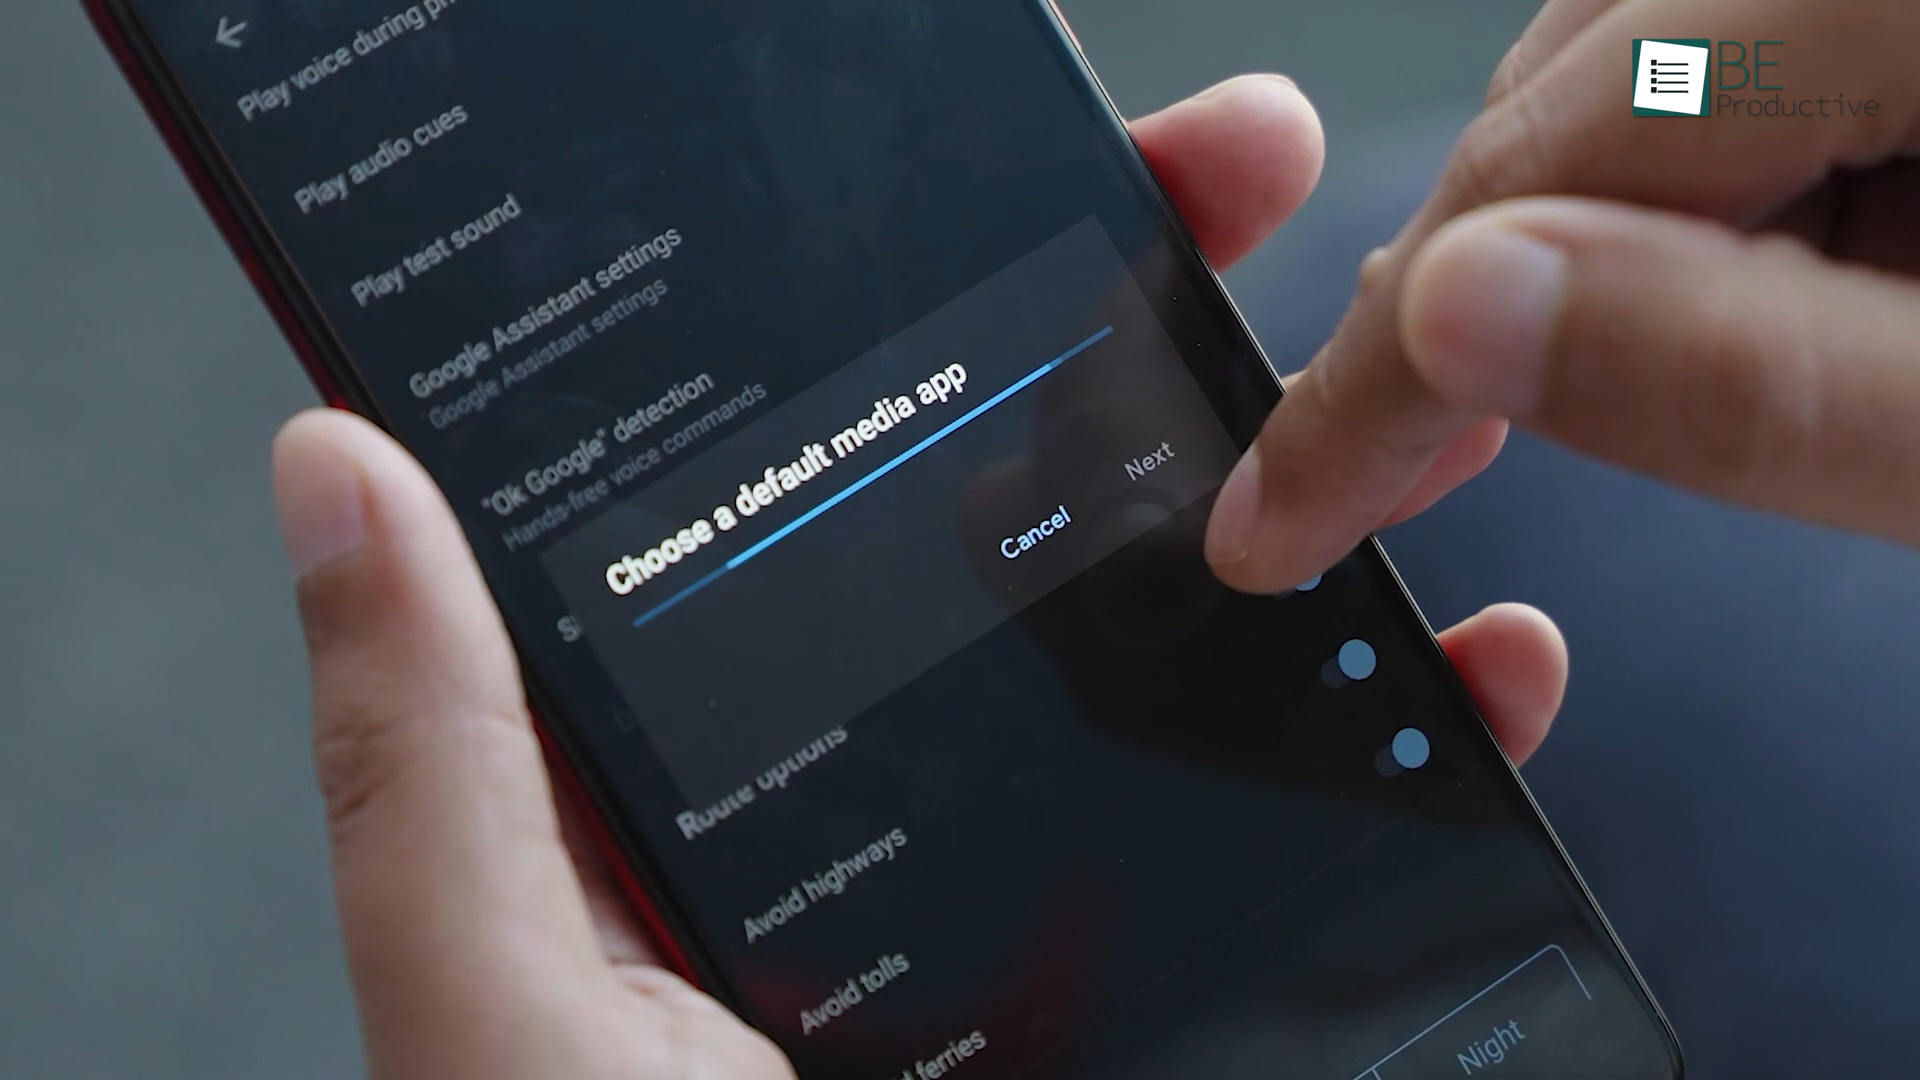 BE
Productive
Play voice during
Play audio cues
Play test sound
Google Assistant settings
Google Assistant settings
"Ok Google" detection
Hands-free voice commands
Choose a default media app
Cancel
Next
Route options
Avoid highways
Avoid tolls
ferries
Night